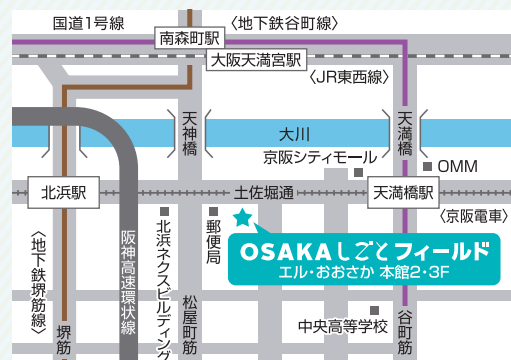 国道1号線
〈地下鉄谷町線〉
南森町駅
大阪天満宮駅
〈JR東西線〉
天神橋
大川
天満橋
京阪シティモール
OMM
北浜駅
土佐堀通
天満橋駅
〈京阪電車〉
〈地下鉄堺筋線〉
阪神高速環状線
北浜ネクスビルディング
郵便局
OSAKAしごとフィールド
エル・おおさか 本館2・3F
中央高等学校
堺筋
松屋町筋
谷町筋